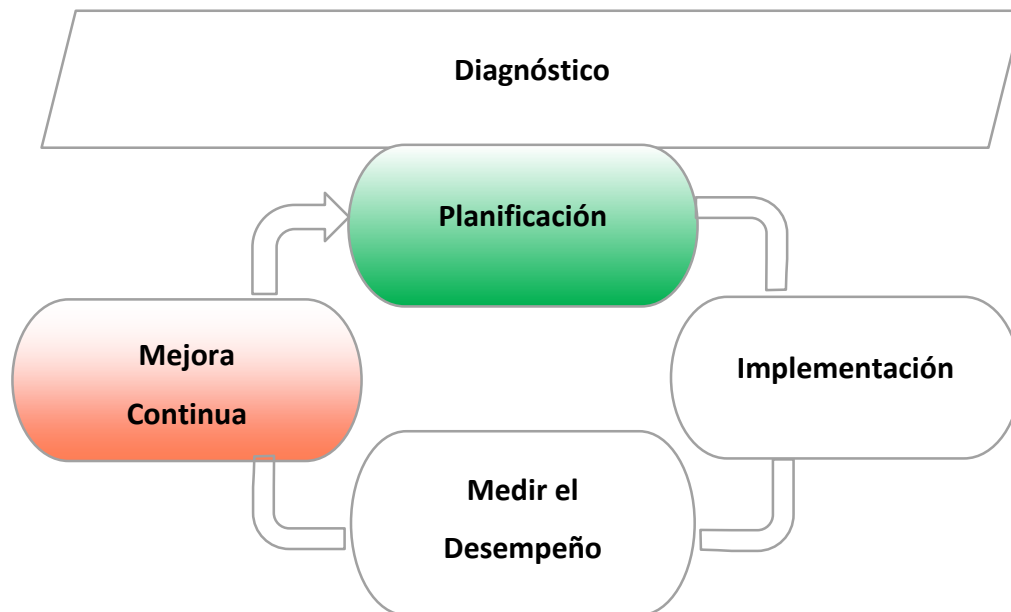 Diagnóstico
Planificación
Mejora
Continua
Implementación
Medir el
Desempeño